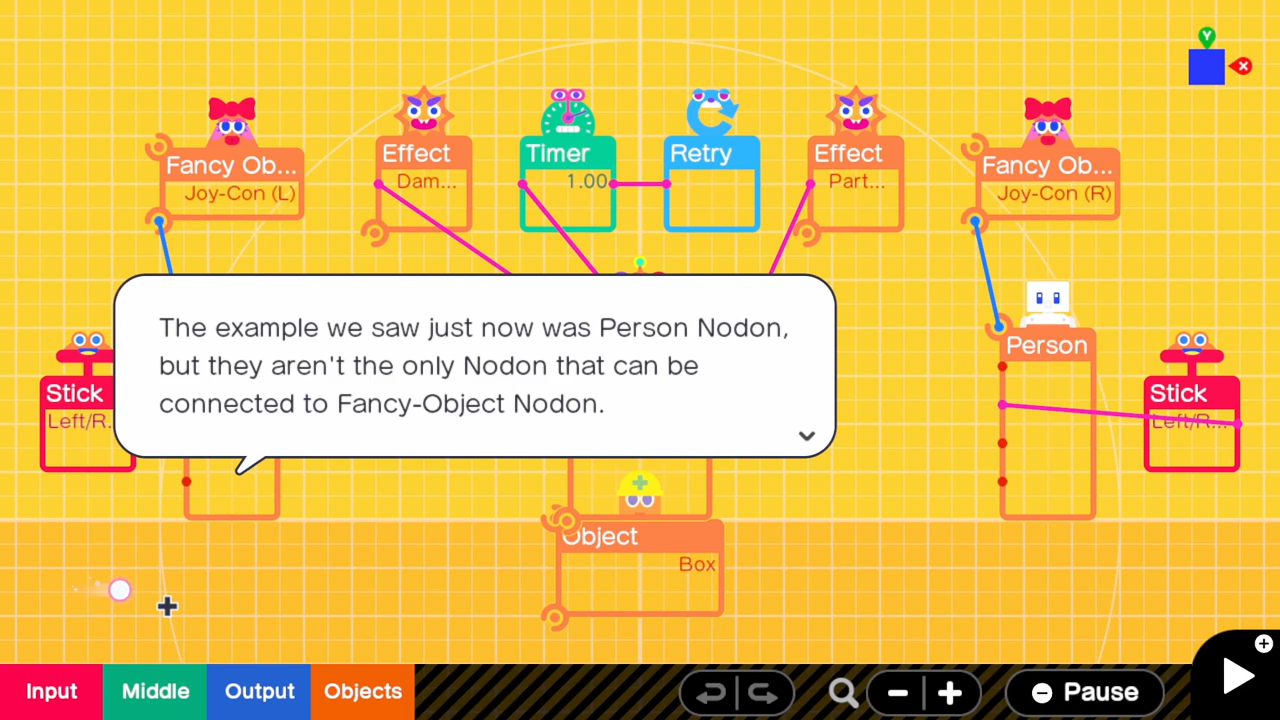 Y
Fancy Ob...
Joy-Con (L)
Effect
Dam...
Timer
1.00
Retry
Effect
Part...
Fancy Ob...
Joy-Con (R)
The example we saw just now was Person Nodon,
but they aren't the only Nodon that can be
connected to Fancy-Object Nodon.
Person
Stick
Left/R...
Stick
Left/R...
Object
Box
Input
Middle
Output
Objects
Pause